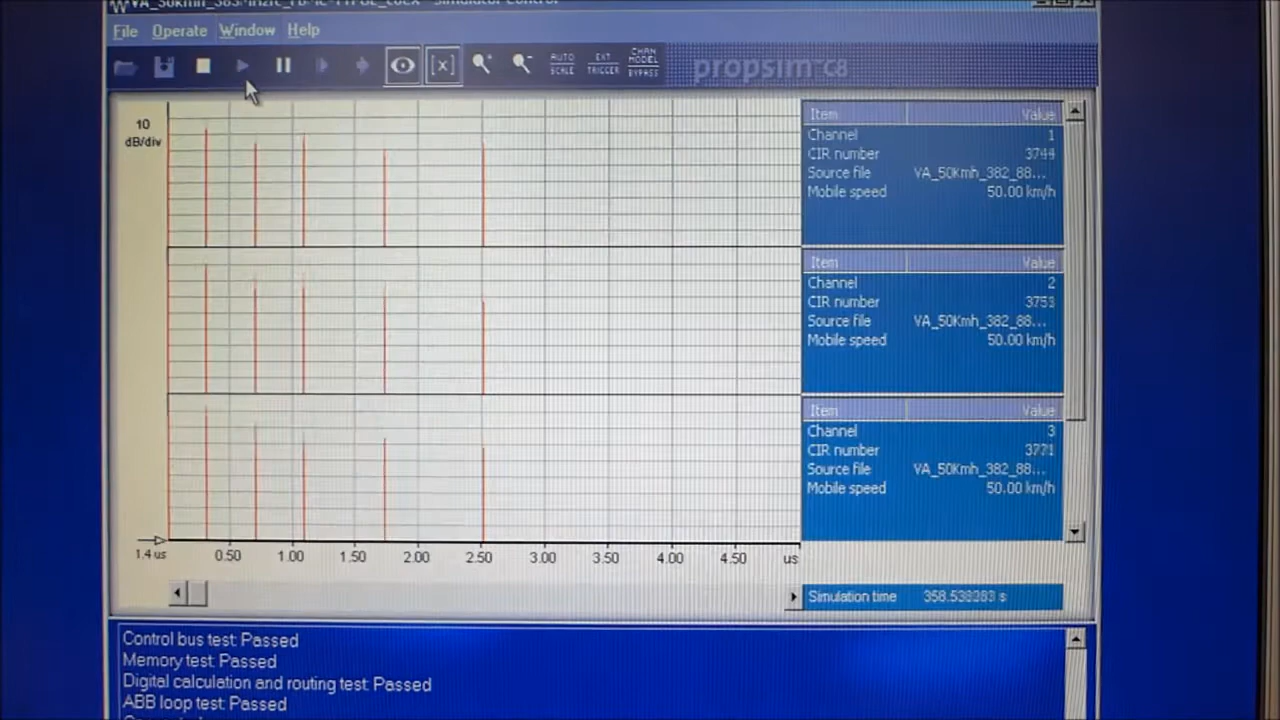 File Operate Window Help
AUTO SCALE
EXT TRIGGER
CHAN MODEL BYPASS
propsim C8
10
dB/div
Item Value
Channel 1
CIR number 3744
Source file VA_50Kmh_382_88...
Mobile speed 50.00 km/h
Item Value
Channel 2
CIR number 3753
Source file VA_50Kmh_382_88...
Mobile speed 50.00 km/h
Item Value
Channel 3
CIR number
Source file VA_50Kmh_382_88...
Mobile speed 50.00 km/h
1.4 us 0.50 1.00 1.50 2.00 2.50 3.00 3.50 4.00 4.50 us
Simulation time
Control bus test: Passed
Memory test: Passed
Digital calculation and routing test: Passed
ABB loop test: Passed